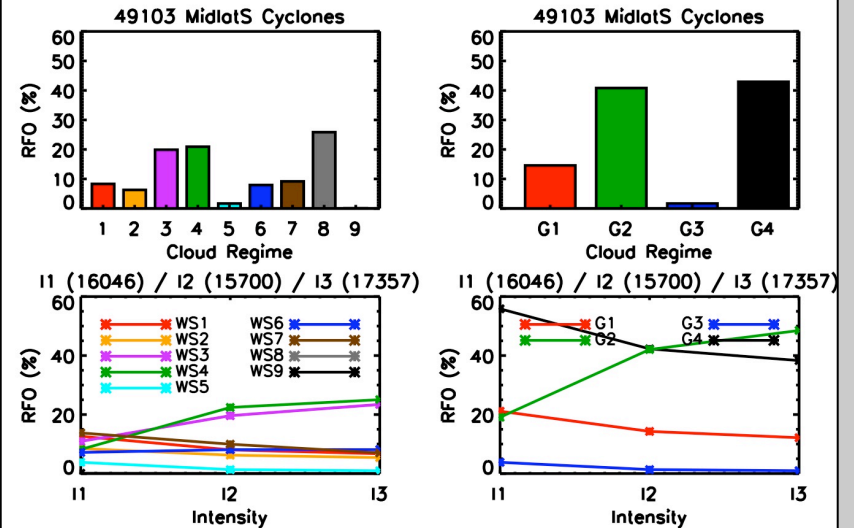 49103 MidlatS Cyclones
60
50
40
30
20
10
0
RFO (%)
1 2 3 4 5 6 7 8 9
Cloud Regime
49103 MidlatS Cyclones
60
50
40
30
20
10
0
RFO (%)
G1 G2 G3 G4
Cloud Regime
I1 (16046) / I2 (15700) / I3 (17357)
60
40
20
0
RFO (%)
WS1 WS6
WS2 WS7
WS3 WS8
WS4 WS9
WS5
I1 I2 I3
Intensity
I1 (16046) / I2 (15700) / I3 (17357)
60
40
20
0
RFO (%)
G1 G3
G2 G4
I1 I2 I3
Intensity